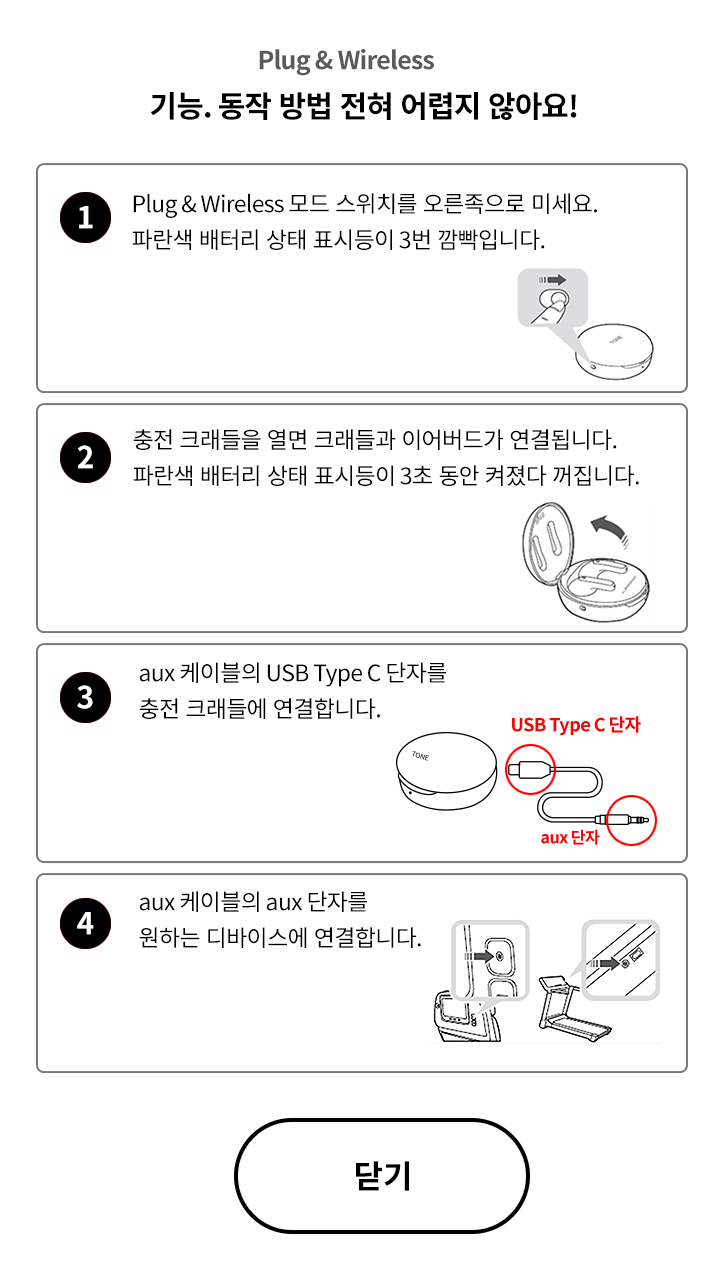 Plug & Wireless
기능. 동작 방법 전혀 어렵지 않아요!
1
Plug & Wireless 모드 스위치를 오른족으로 미세요.
파란색 배터리 상태 표시등이 3번 깜빡입니다.
TONE
2
충전 크래들을 열면 크래들과 이어버드가 연결됩니다.
파란색 배터리 상태 표시등이 3초 동안 켜졌다 꺼집니다.
3
aux 케이블의 USB Type C 단자를
충전 크래들에 연결합니다.
USB Type C 단자
TONE
aux 단자
4
aux 케이블의 aux 단자를
원하는 디바이스에 연결합니다.
닫기